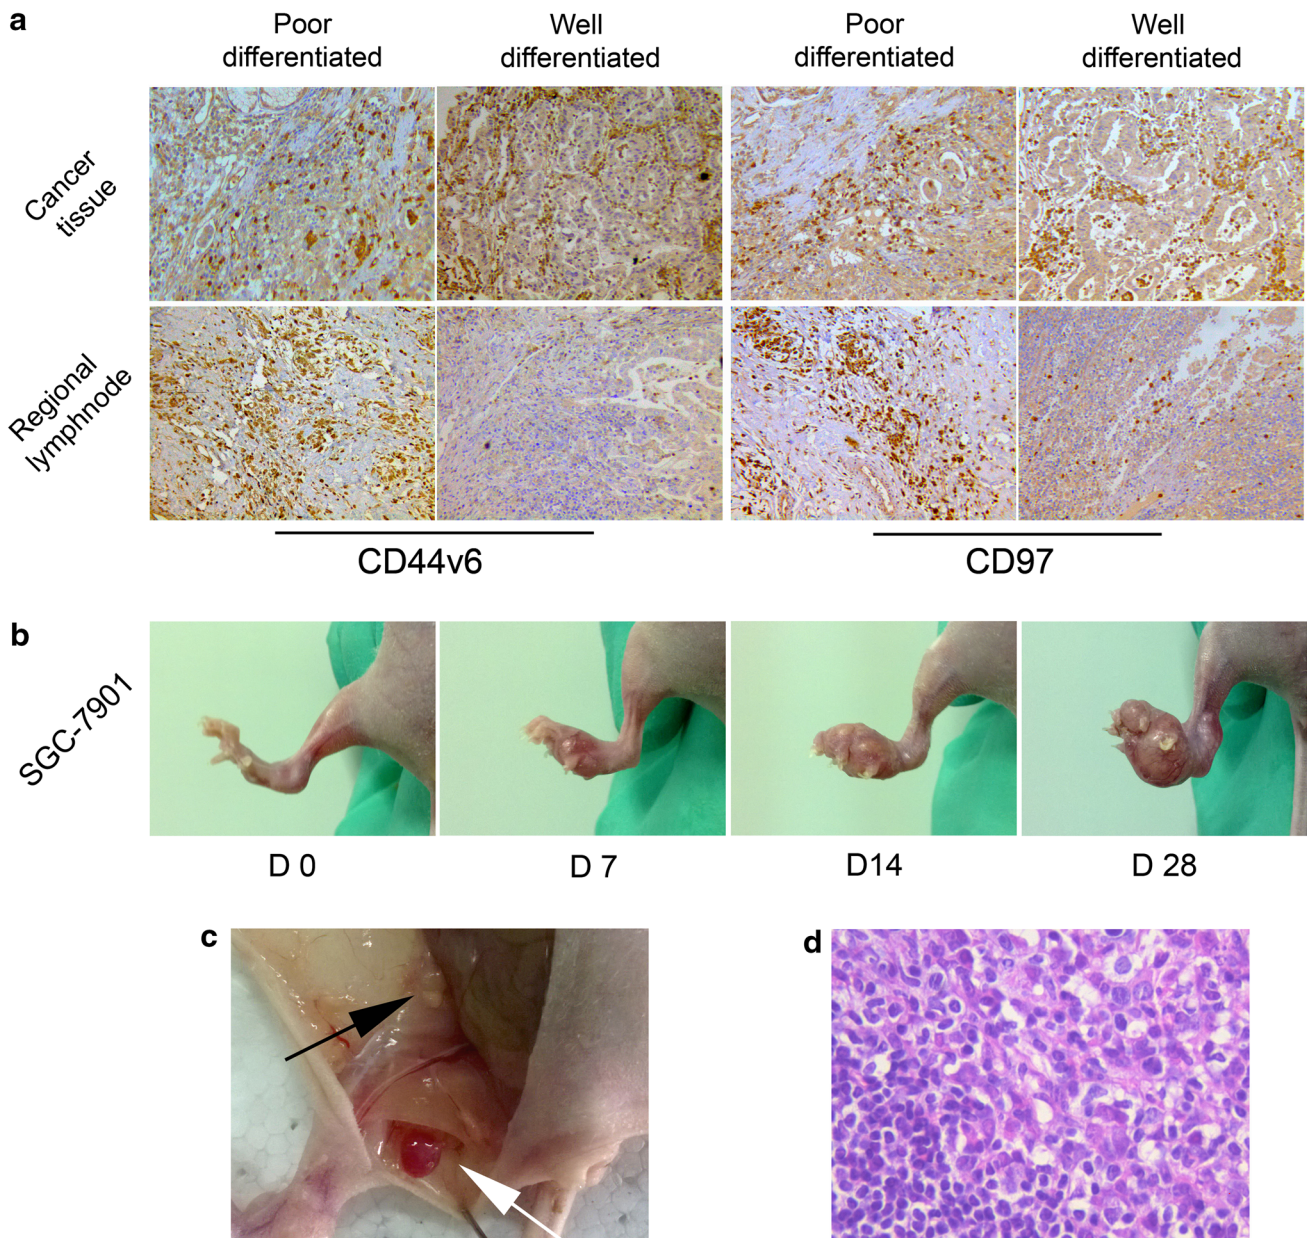 a
Poor
differentiated
Well
differentiated
Poor
differentiated
Well
differentiated
Cancer
tissue
Regional
lymphnode
CD44v6
CD97
b
SGC-7901
D 0
D 7
D14
D 28
c
d